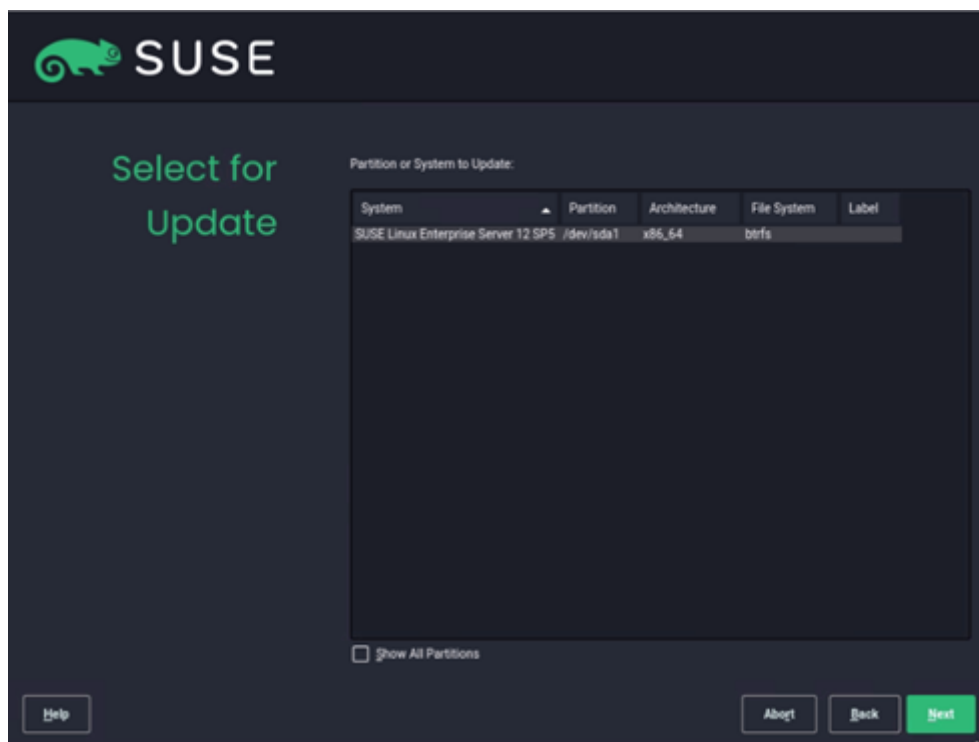 SUSE
Select for
Update
Partition or System to Update:
System Partition Architecture File System Label
SUSE Linux Enterprise Server 12 SP5 /dev/sda1 x86_64 btrfs
Show All Partitions
Help Abort Back Next